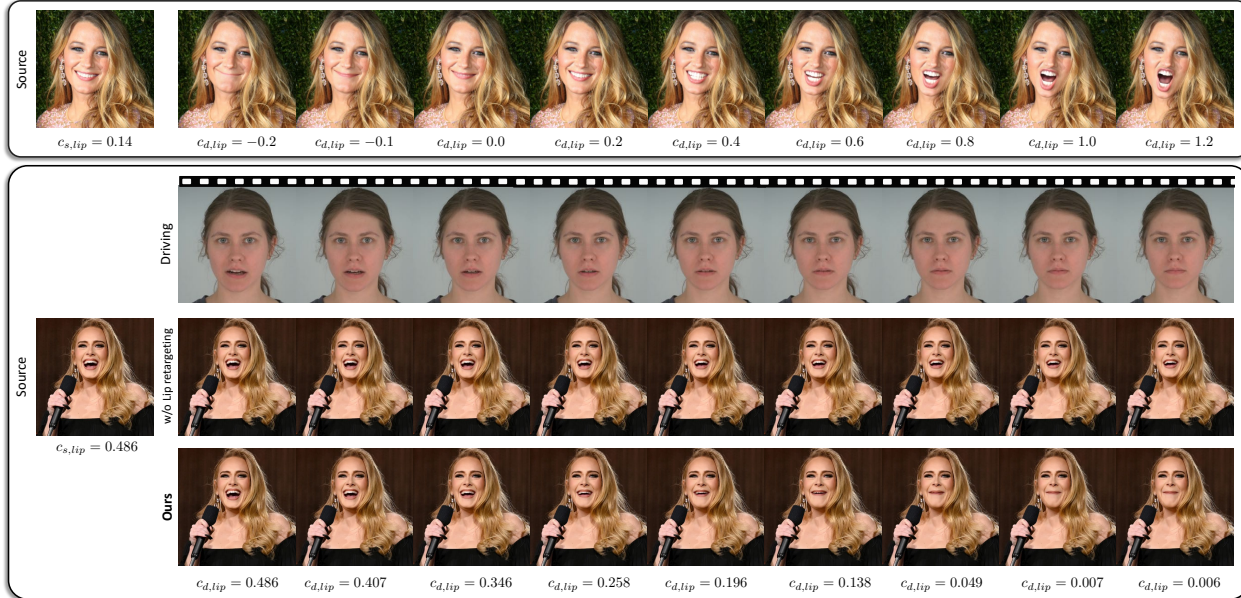 Source
c_{s,lip} = 0.14
c_{d,lip} = −0.2
c_{d,lip} = −0.1
c_{d,lip} = 0.0
c_{d,lip} = 0.2
c_{d,lip} = 0.4
c_{d,lip} = 0.6
c_{d,lip} = 0.8
c_{d,lip} = 1.0
c_{d,lip} = 1.2
Driving
Source
c_{s,lip} = 0.486
w/o Lip retargeting
Ours
c_{d,lip} = 0.486
c_{d,lip} = 0.407
c_{d,lip} = 0.346
c_{d,lip} = 0.258
c_{d,lip} = 0.196
c_{d,lip} = 0.138
c_{d,lip} = 0.049
c_{d,lip} = 0.007
c_{d,lip} = 0.006